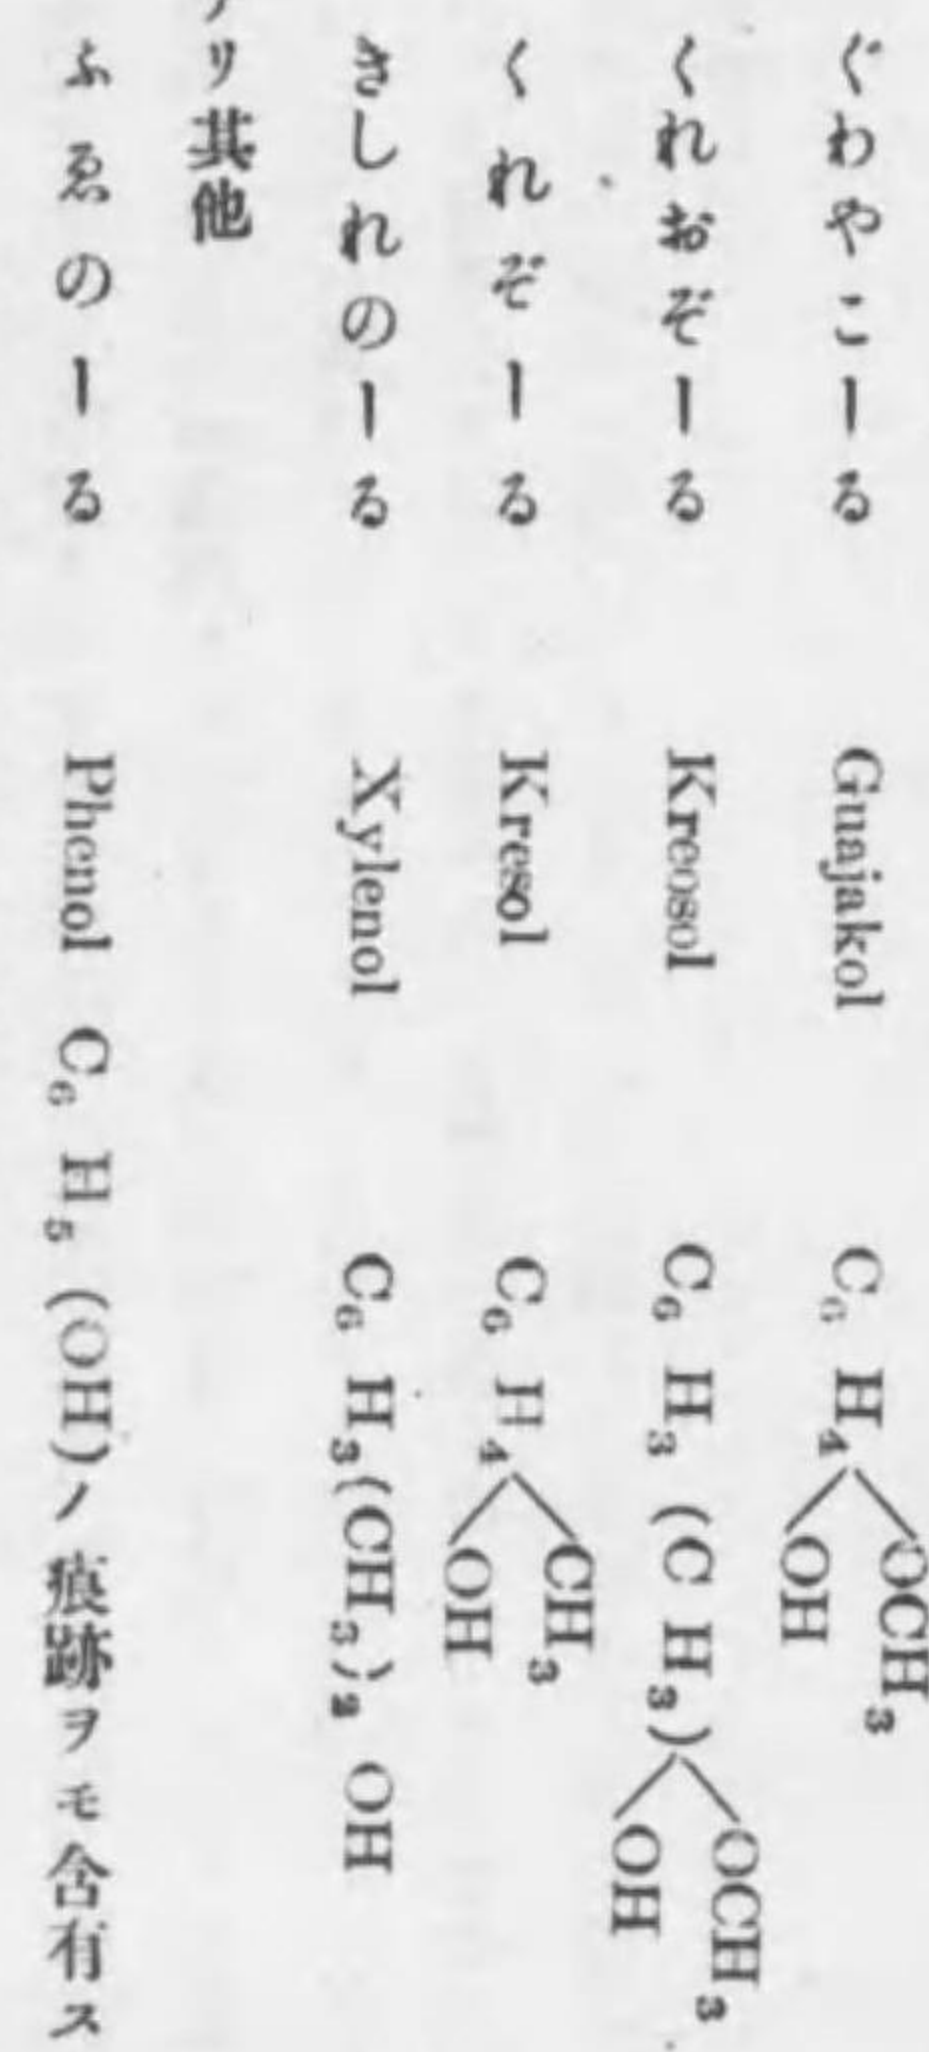 ぐわやこーる Guajakol C₆ H₄<OCH₃ OH
くれおぞーる Kreosol C₆ H₃ (C H₃)<OCH₃ OH
くれぞーる Kresol C₆ H₄<CH₃ OH
きしれのーる Xylenol C₆ H₃(CH₃)₂ OH
リ其他
ふゑのーる Phenol C₆ H₅ (OH)ノ痕跡ヲモ含有ス